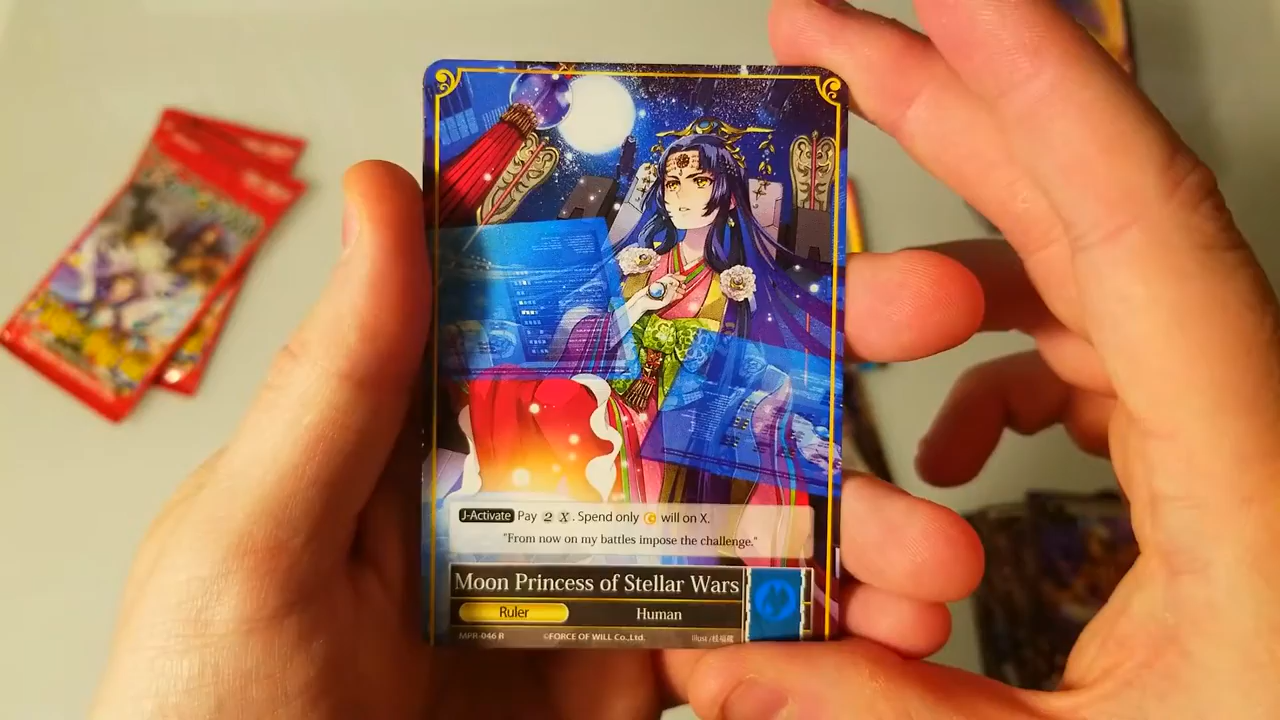 J-Activate Pay 2 X. Spend only will on X.
"From now on my battles impose the challenge."
Moon Princess of Stellar Wars
Ruler
Human
MPR-046 R ©FORCE OF WILL Co.,Ltd.
Illust /